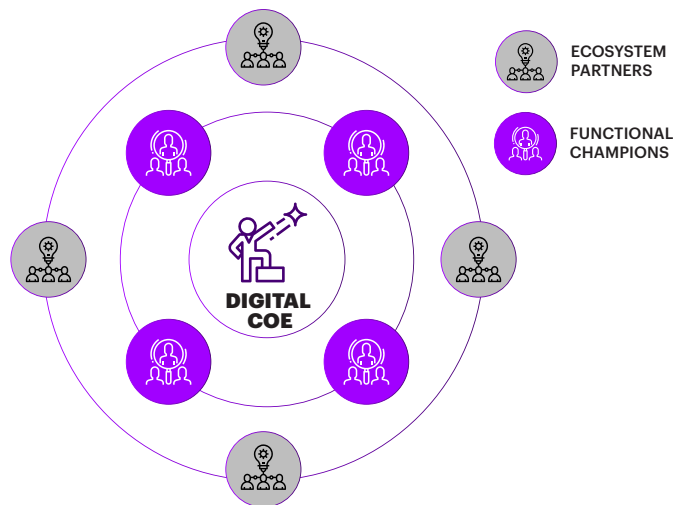 ECOSYSTEM
PARTNERS
FUNCTIONAL
CHAMPIONS
DIGITAL
COE